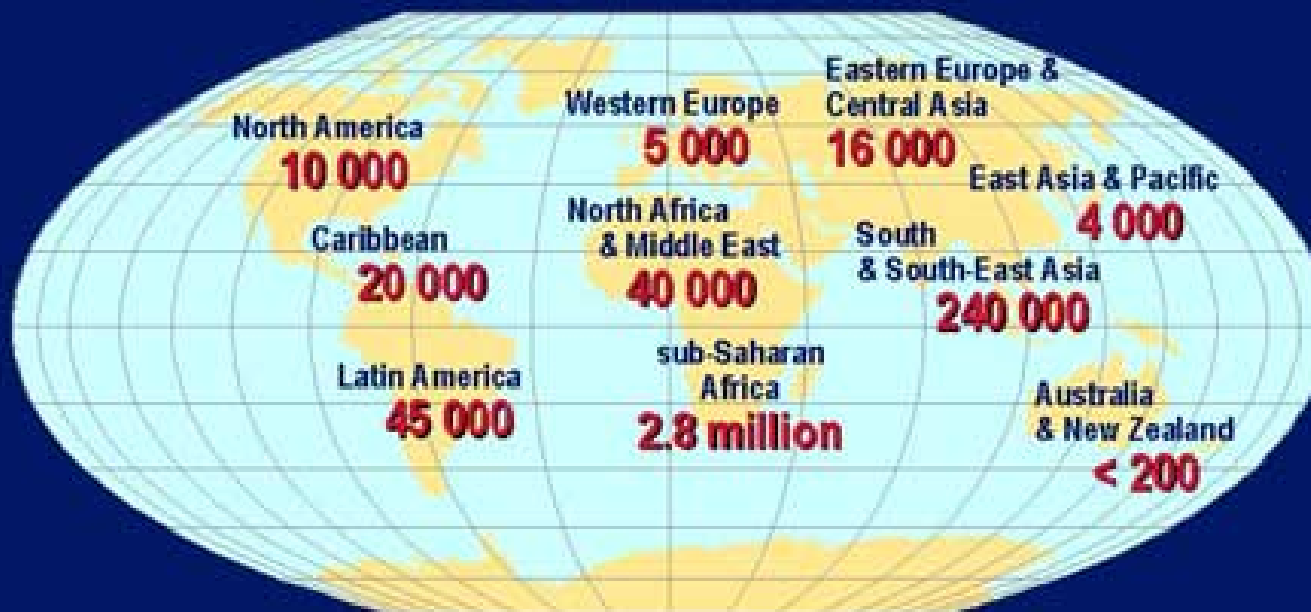 North America
10 000
Western Europe
5 000
Eastern Europe &
Central Asia
16 000
East Asia & Pacific
4 000
Caribbean
20 000
North Africa
& Middle East
40 000
South
& South-East Asia
240 000
Latin America
45 000
sub-Saharan
Africa
2.8 million
Australia
& New Zealand
< 200